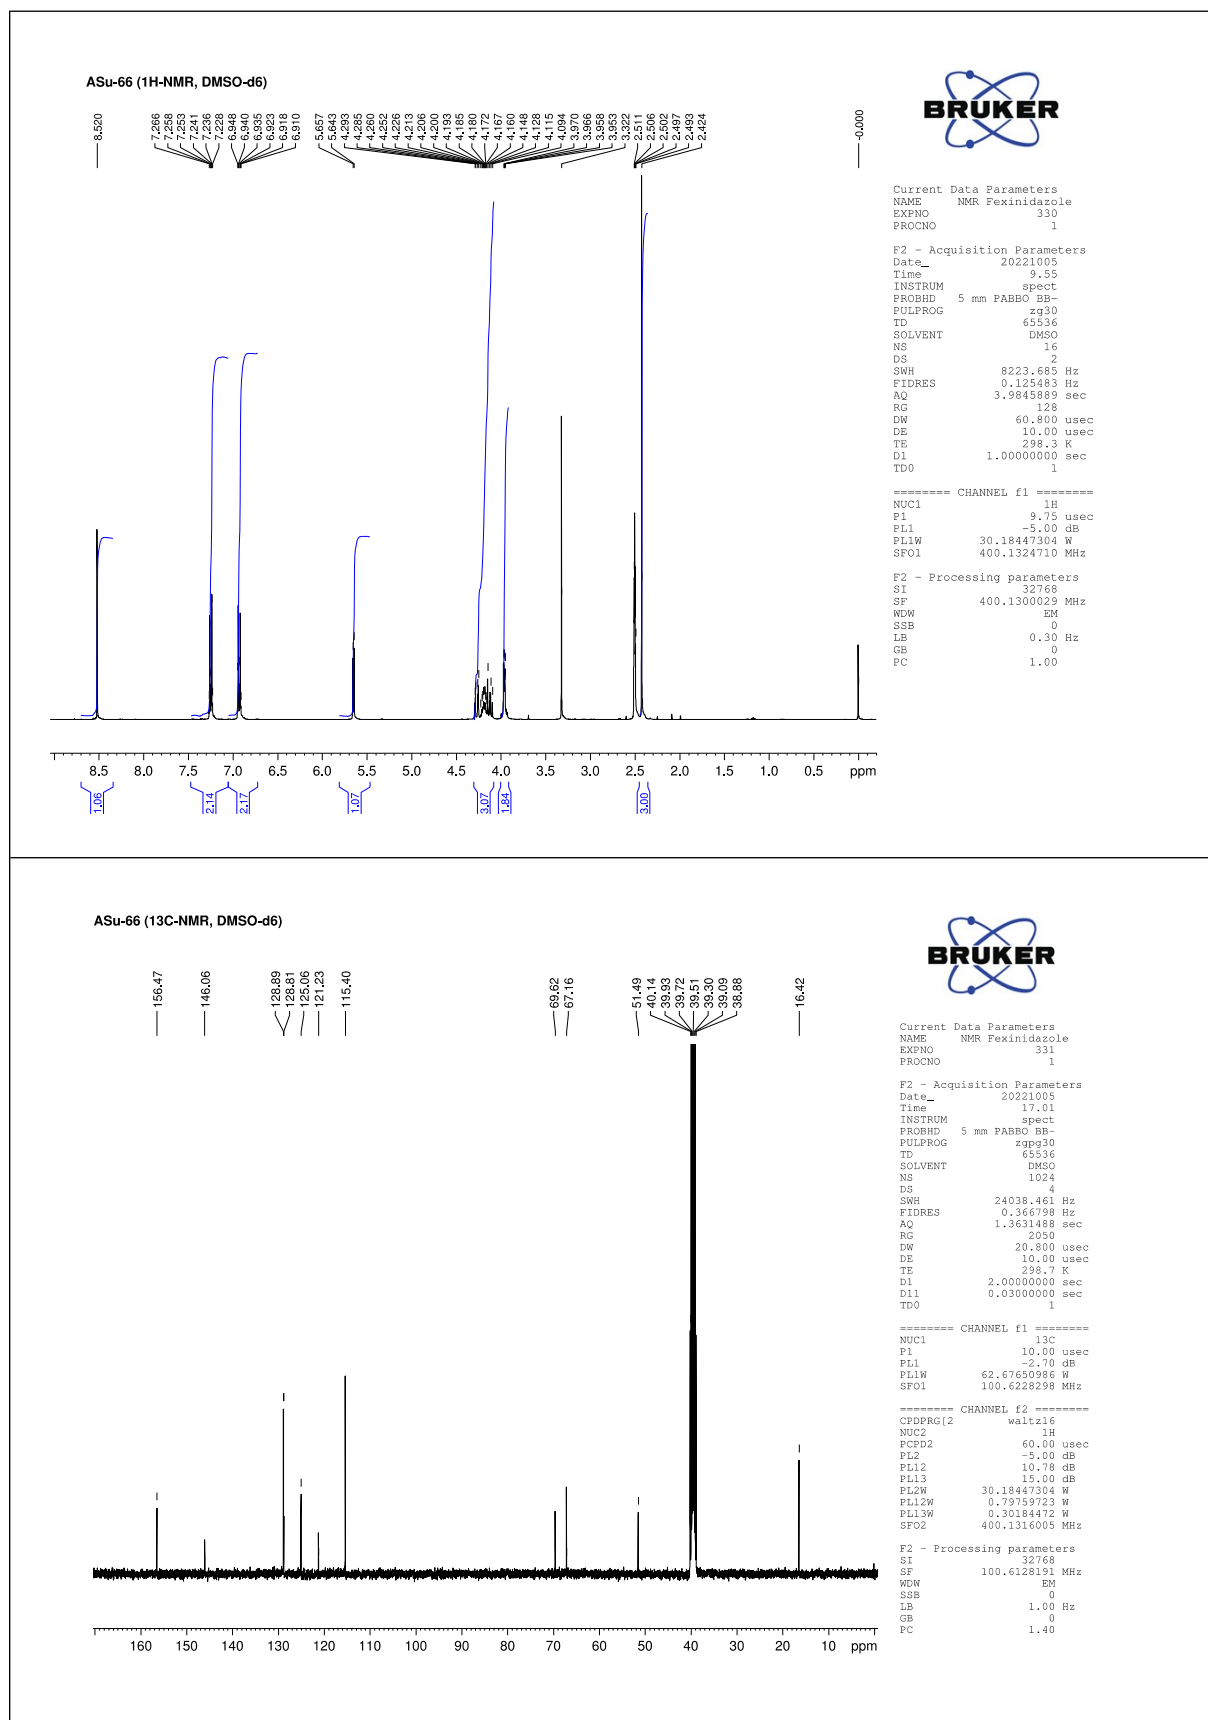 ASu-66 (1H-NMR, DMSO-d6)
BRUKER
8.520
7.266
7.258
7.253
7.241
7.236
7.228
6.948
6.940
6.935
6.923
6.918
6.910
5.657
5.643
4.293
4.285
4.260
4.252
4.226
4.213
4.206
4.200
4.193
4.185
4.180
4.172
4.167
4.160
4.148
4.128
4.115
4.094
3.970
3.966
3.958
3.953
3.322
2.511
2.506
2.502
2.497
2.493
2.424
-0.000
Current Data Parameters
NAME NMR Fexinidazole
EXPNO 330
PROCNO 1
F2 - Acquisition Parameters
Date_ 20221005
Time 9.55
INSTRUM spect
PROBHD 5 mm PABBO BB-
PULPROG zg30
TD 65536
SOLVENT DMSO
NS 16
DS 2
SWH 8223.685 Hz
FIDRES 0.125483 Hz
AQ 3.9845889 sec
RG 128
DW 60.800 usec
DE 10.00 usec
TE 298.3 K
D1 1.00000000 sec
TD0 1
======== CHANNEL f1 ========
NUC1 1H
P1 9.75 usec
PL1 -5.00 dB
PL1W 30.18447304 W
SFO1 400.1324710 MHz
F2 - Processing parameters
SI 32768
SF 400.1300029 MHz
WDW EM
SSB 0
LB 0.30 Hz
GB 0
PC 1.00
8.5 8.0 7.5 7.0 6.5 6.0 5.5 5.0 4.5 4.0 3.5 3.0 2.5 2.0 1.5 1.0 0.5 ppm
1.06 2.14 2.17 1.07 3.07 1.84 3.00
ASu-66 (13C-NMR, DMSO-d6)
BRUKER
156.47
146.06
128.89
128.81
125.06
121.23
115.40
69.62
67.16
51.49
40.14
39.93
39.72
39.51
39.30
39.09
38.88
16.42
Current Data Parameters
NAME NMR Fexinidazole
EXPNO 331
PROCNO 1
F2 - Acquisition Parameters
Date_ 20221005
Time 17.01
INSTRUM spect
PROBHD 5 mm PABBO BB-
PULPROG zgpg30
TD 65536
SOLVENT DMSO
NS 1024
DS 4
SWH 24038.461 Hz
FIDRES 0.366798 Hz
AQ 1.3631488 sec
RG 2050
DW 20.800 usec
DE 10.00 usec
TE 298.7 K
D1 2.00000000 sec
D11 0.03000000 sec
TD0 1
======== CHANNEL f1 ========
NUC1 13C
P1 10.00 usec
PL1 -2.70 dB
PL1W 62.67650986 W
SFO1 100.6228298 MHz
======== CHANNEL f2 ========
CPDPRG[2 waltz16
NUC2 1H
PCPD2 60.00 usec
PL2 -5.00 dB
PL12 10.78 dB
PL13 15.00 dB
PL2W 30.18447304 W
PL12W 0.79759723 W
PL13W 0.30184472 W
SFO2 400.1316005 MHz
F2 - Processing parameters
SI 32768
SF 100.6128191 MHz
WDW EM
SSB 0
LB 1.00 Hz
GB 0
PC 1.40
160 150 140 130 120 110 100 90 80 70 60 50 40 30 20 10 ppm